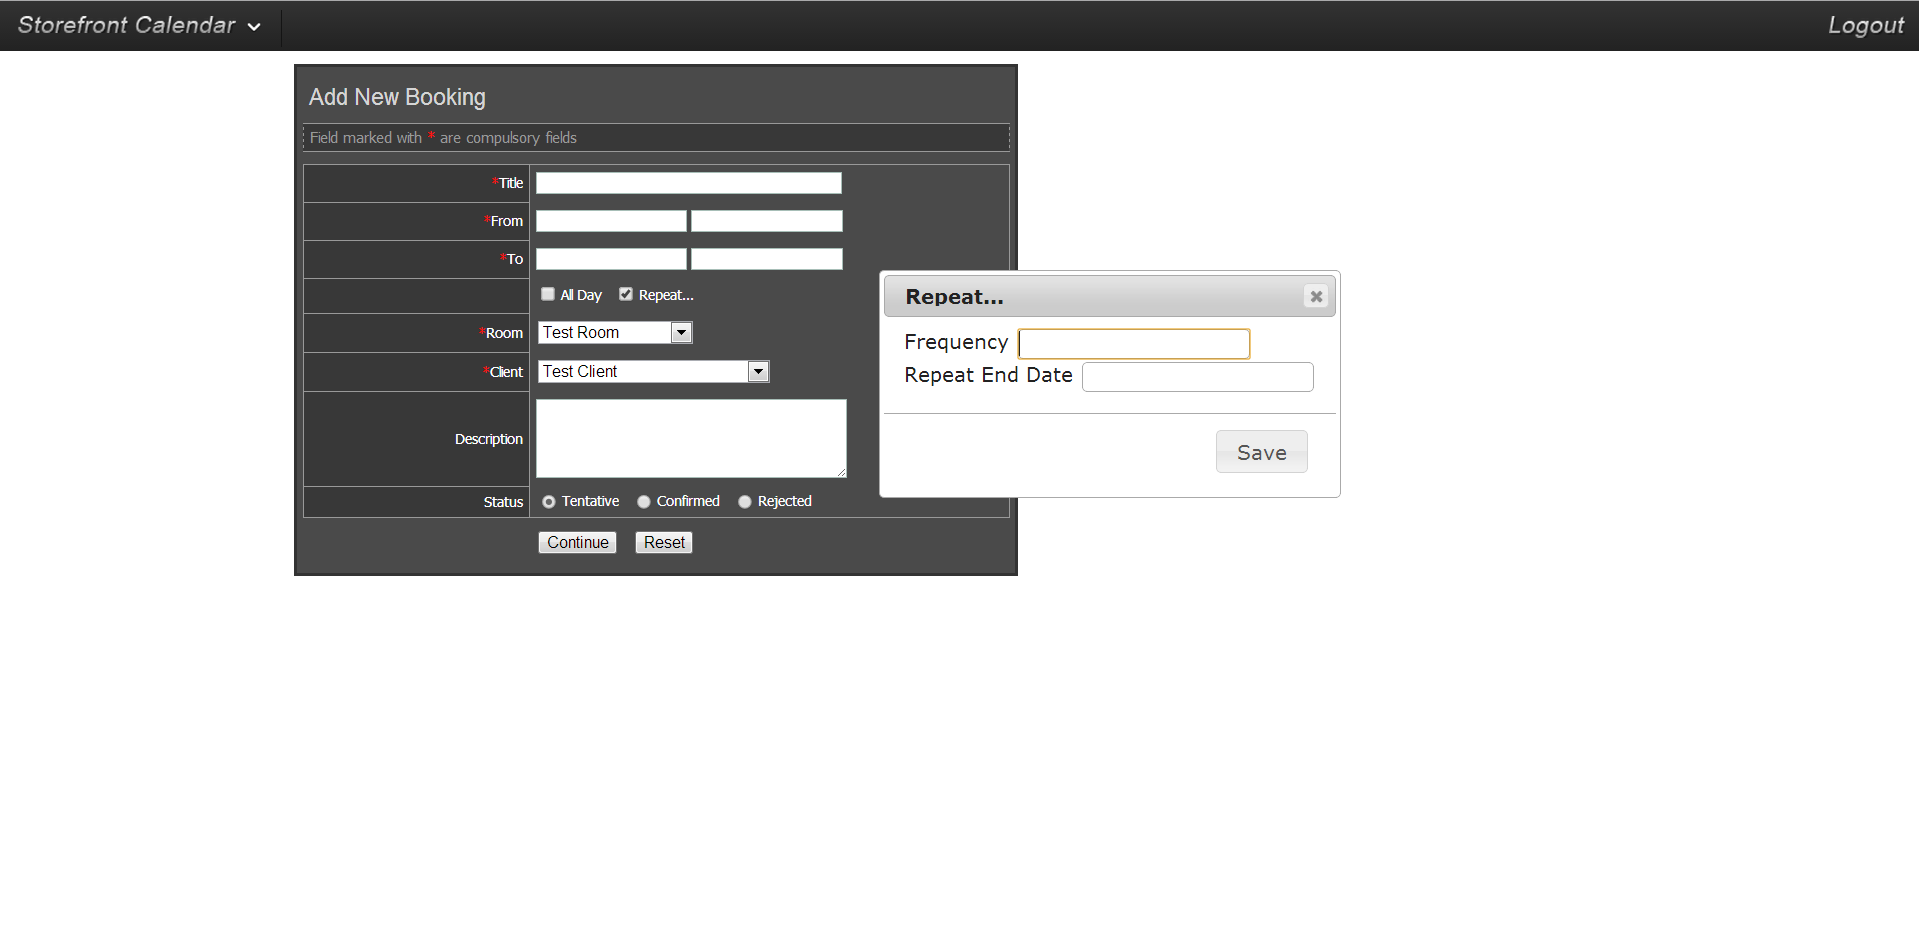 Storefront Calendar
Logout
Add New Booking
Field marked with * are compulsory fields
*Title
*From
*To
All Day Repeat...
*Room Test Room
*Client Test Client
Description
Status Tentative Confirmed Rejected
Continue Reset
Repeat...
Frequency
Repeat End Date
Save